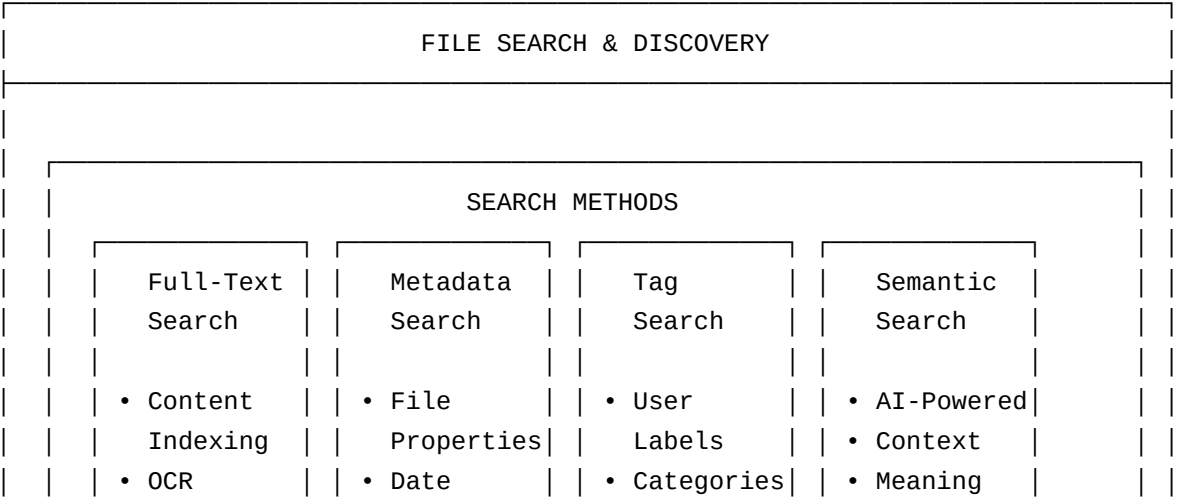 FILE SEARCH & DISCOVERY
SEARCH METHODS
Full-Text Metadata Tag Semantic
Search Search Search Search
• Content • File • User • AI-Powered
Indexing Properties Labels • Context
• OCR • Date • Categories • Meaning